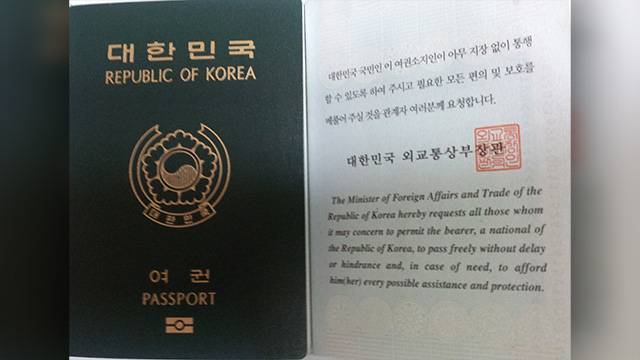 대한민국
REPUBLIC OF KOREA
대한민국
여권
PASSPORT
대한민국 국민인 이 여권소지인이 아무 지장 없이 통행
할 수 있도록 하여 주시고 필요한 모든 편의 및 보호를
베풀어 주실 것을 관계자 여러분께 요청합니다.
대한민국 외교통상부장관
The Minister of Foreign Affairs and Trade of the
Republic of Korea hereby requests all those whom
it may concern to permit the bearer, a national of
the Republic of Korea, to pass freely without delay
or hindrance and, in case of need, to afford
him(her) every possible assistance and protection.